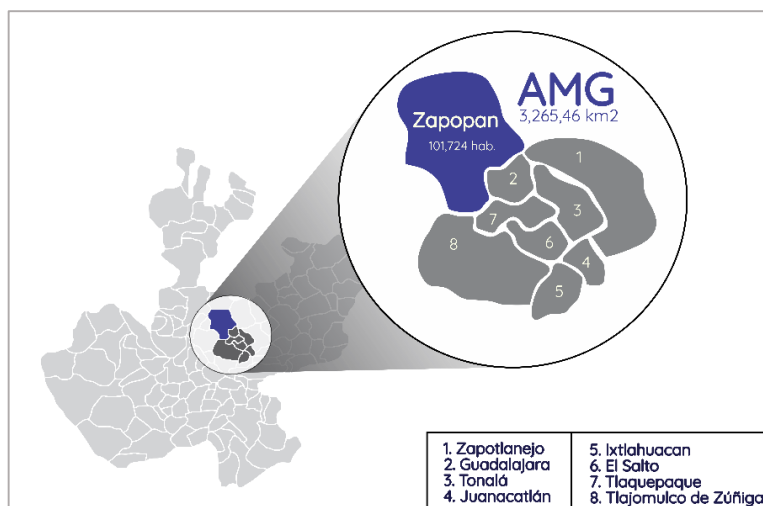 AMG
3,265,46 km2
Zapopan
101,724 hab.
1
2
3
7
6
8
4
5
1. Zapotlanejo
2. Guadalajara
3. Tonalá
4. Juanacatlán
5. Ixtlahuacan
6. El Salto
7. Tlaquepaque
8. Tlajomulco de Zúñiga